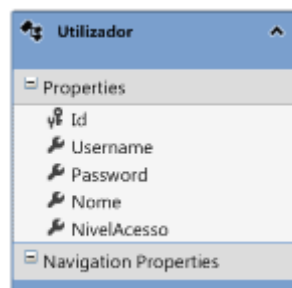 Utilizador
Properties
Id
Username
Password
Nome
NivelAcesso
Navigation Properties